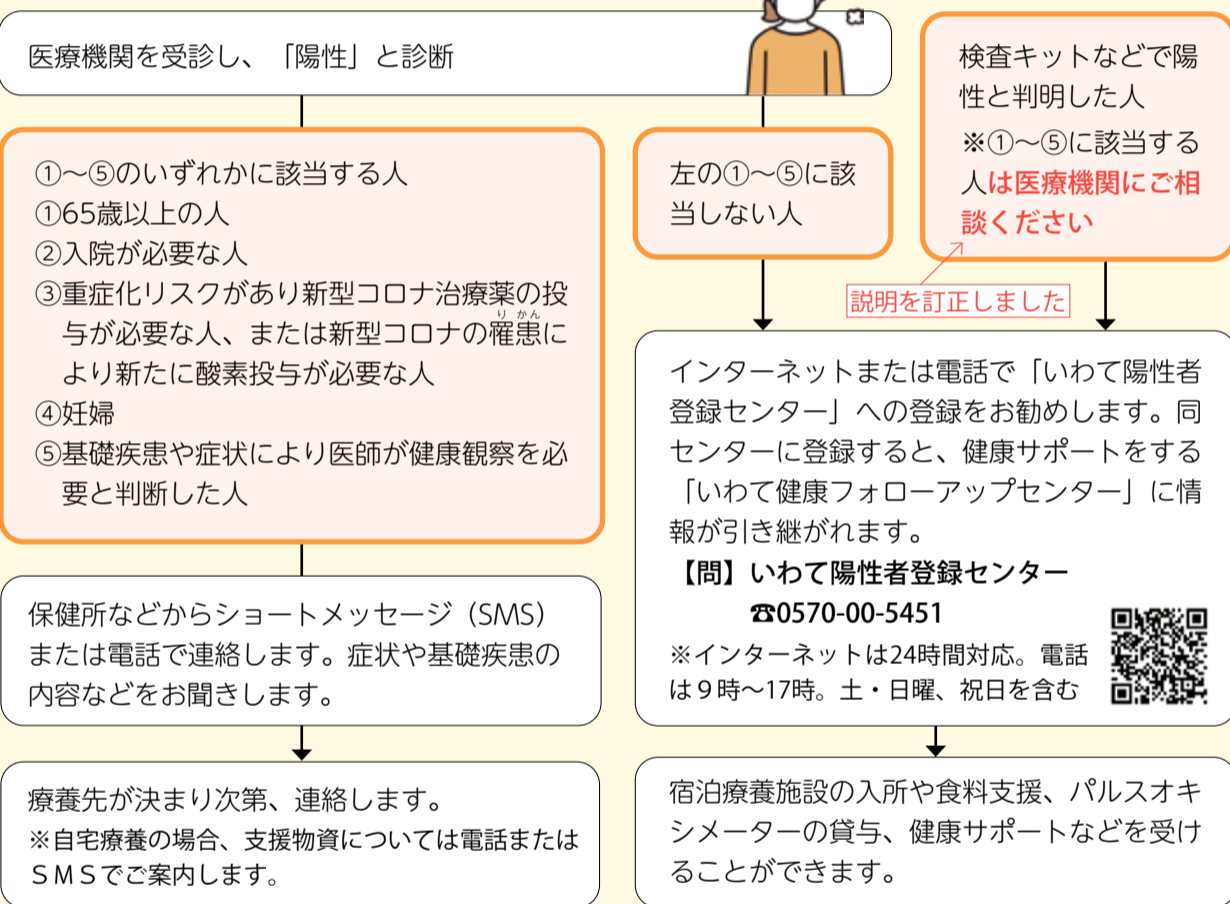 医療機関を受診し、「陽性」と診断
①～⑤のいずれかに該当する人
①65歳以上の人
②入院が必要な人
③重症化リスクがあり新型コロナ治療薬の投
与が必要な人、または新型コロナの罹患に
り かん
より新たに酸素投与が必要な人
④妊婦
⑤基礎疾患や症状により医師が健康観察を必
要と判断した人
保健所などからショートメッセージ（SMS）
または電話で連絡します。症状や基礎疾患の
内容などをお聞きします。
療養先が決まり次第、連絡します。
※自宅療養の場合、支援物資については電話または
ＳＭＳでご案内します。
左の①～⑤に該
当しない人
検査キットなどで陽
性と判明した人
※①～⑤に該当する
人は医療機関にご相
談ください
説明を訂正しました
インターネットまたは電話で「いわて陽性者
登録センター」への登録をお勧めします。同
センターに登録すると、健康サポートをする
「いわて健康フォローアップセンター」に情
報が引き継がれます。
【問】いわて陽性者登録センター
☎0570-00-5451
※インターネットは24時間対応。電話
は９時～17時。土・日曜、祝日を含む
宿泊療養施設の入所や食料支援、パルスオキ
シメーターの貸与、健康サポートなどを受け
ることができます。